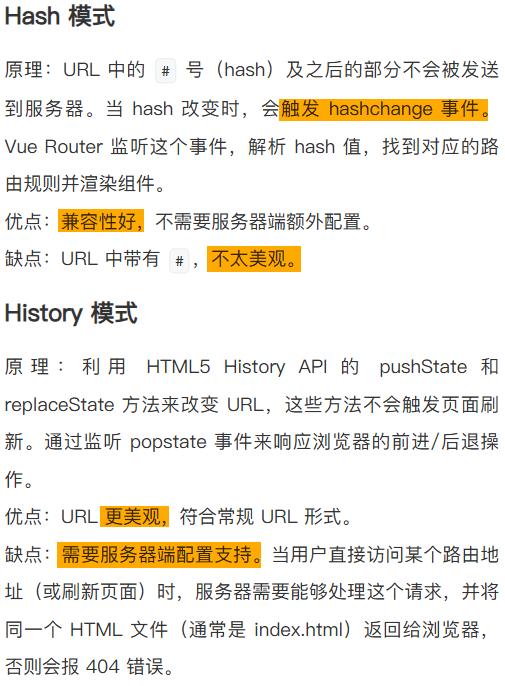 Hash 模式
原理：URL 中的 # 号（hash）及之后的部分不会被发送
到服务器。当 hash 改变时，会触发 hashchange 事件。
Vue Router 监听这个事件，解析 hash 值，找到对应的路
由规则并渲染组件。
优点：兼容性好，不需要服务器端额外配置。
缺点：URL 中带有 #，不太美观。
History 模式
原理：利用 HTML5 History API 的 pushState 和
replaceState 方法来改变 URL，这些方法不会触发页面刷
新。通过监听 popstate 事件来响应浏览器的前进/后退操
作。
优点：URL 更美观，符合常规 URL 形式。
缺点：需要服务器端配置支持。当用户直接访问某个路由地
址（或刷新页面）时，服务器需要能够处理这个请求，并将
同一个 HTML 文件（通常是 index.html）返回给浏览器，
否则会报 404 错误。